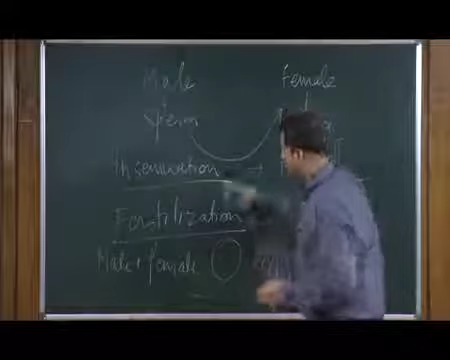 Male Female
Sperm
Insemination →
Fertilization
Male + female